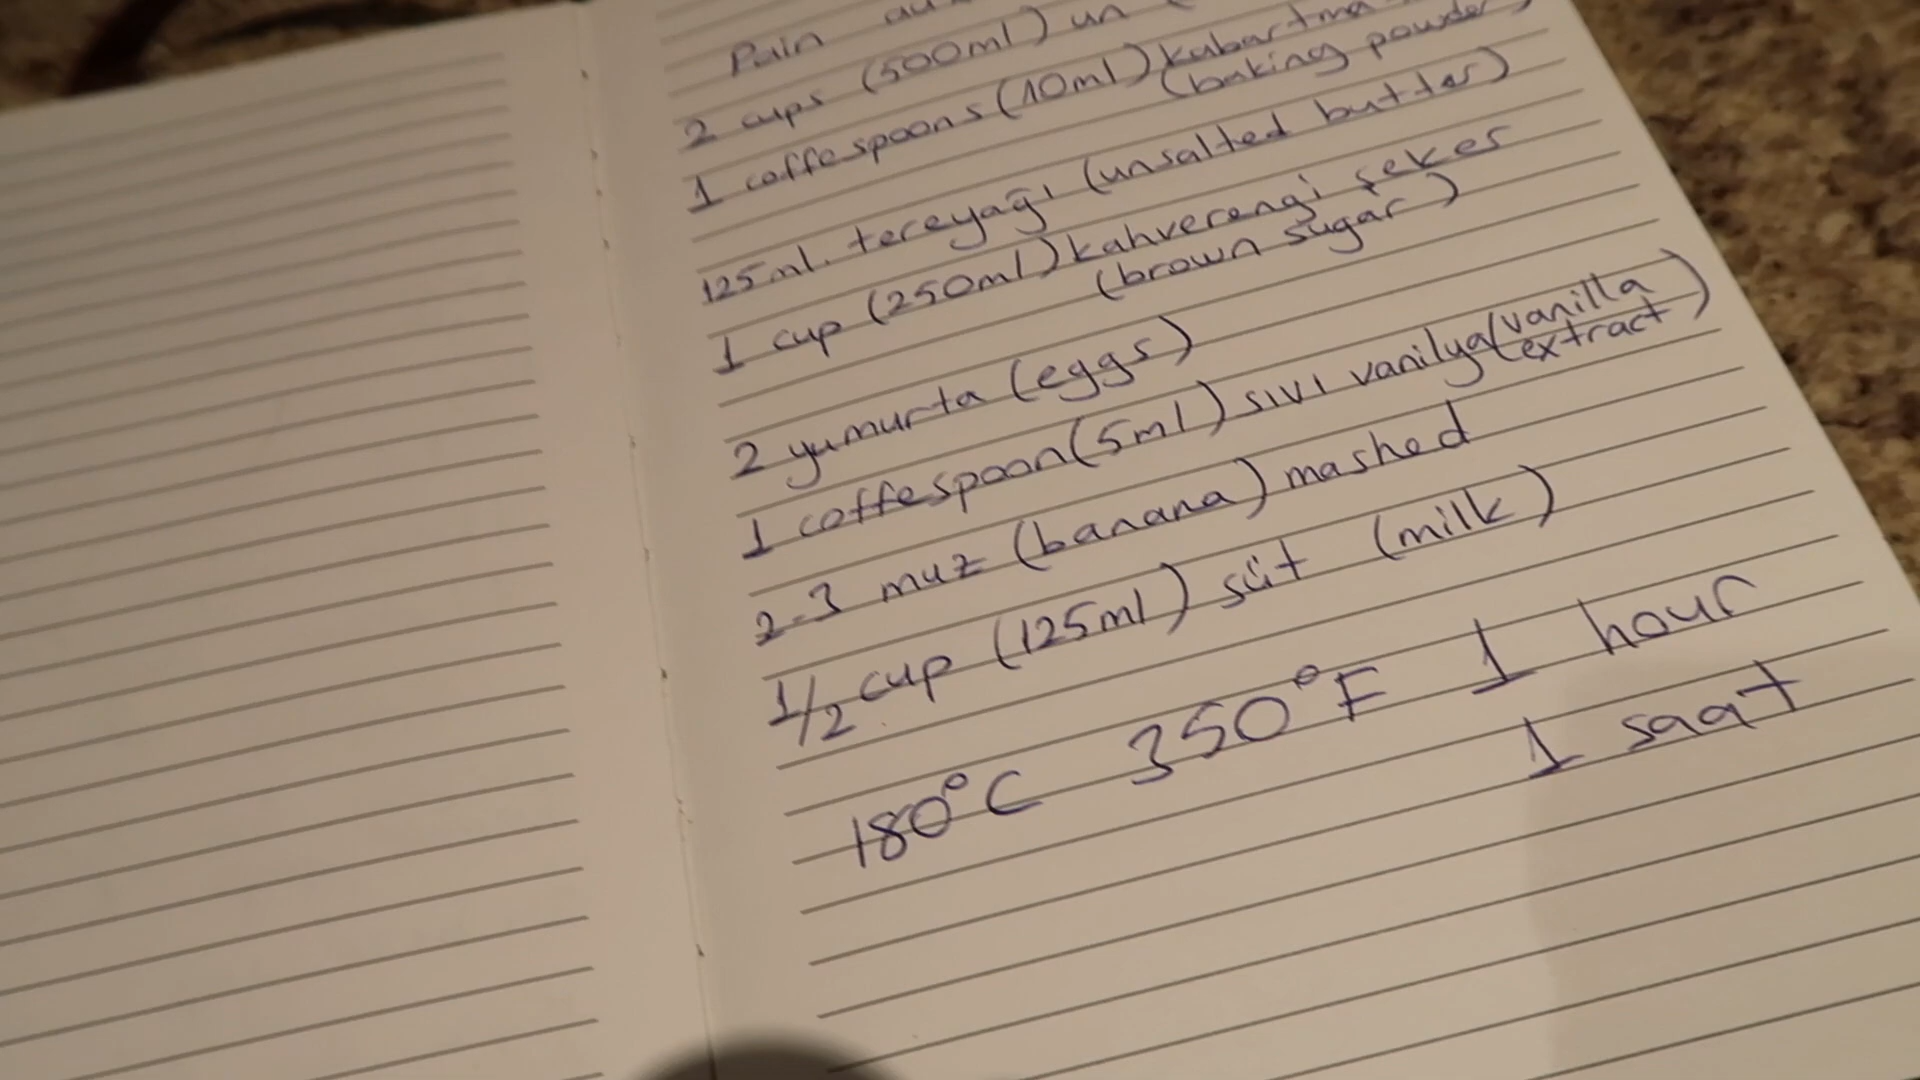 Pain au
2 cups (500ml) un (
1 coffespoons (10ml) kabartma
(baking powder)
125ml. tereyağı (unsalted butter)
1 cup (250ml) kahverengi şeker
(brown sugar)
2 yumurta (eggs)
1 coffespoon (5ml) sıvı vanilya (vanilla
extract)
2-3 muz (banana) mashed
1/2 cup (125ml) süt (milk)
180°C 350°F 1 hour
1 saat